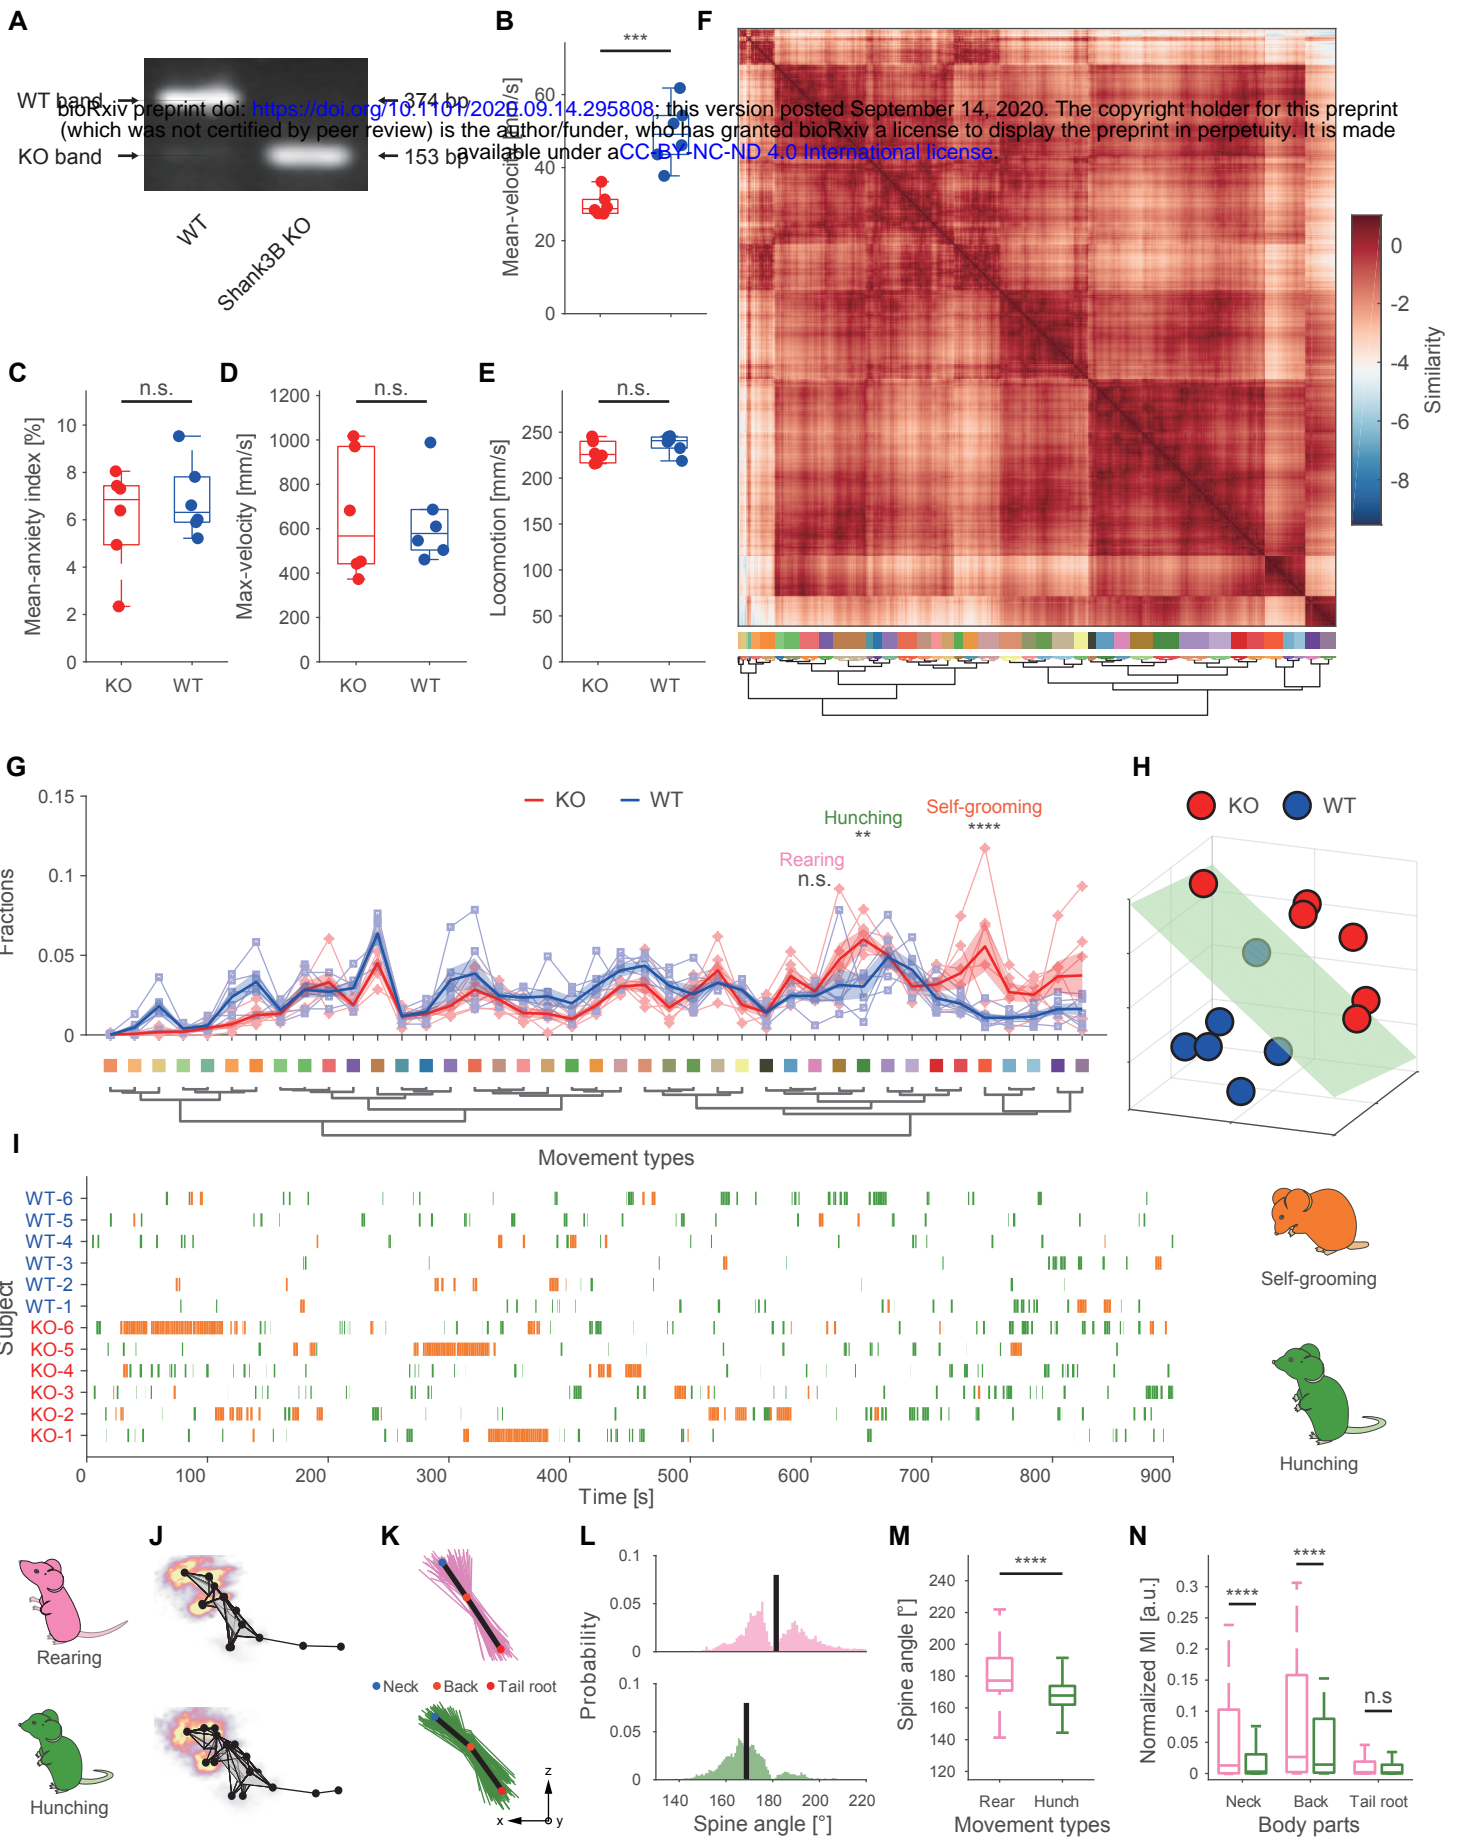 A
B
F
WT band
374 bp
KO band
153 bp
WT
Shank3B KO
bioRxiv preprint doi: https://doi.org/10.1101/2020.09.14.295808; this version posted September 14, 2020. The copyright holder for this preprint
(which was not certified by peer review) is the author/funder, who has granted bioRxiv a license to display the preprint in perpetuity. It is made
available under aCC-BY-NC-ND 4.0 International license.
***
Mean-velocity [mm/s]
60
40
20
0
0
-2
-4
-6
-8
Similarity
C
n.s.
Mean-anxiety index [%]
10
8
6
4
2
0
KO
WT
D
n.s.
Max-velocity [mm/s]
1200
1000
800
600
400
200
0
KO
WT
E
n.s.
Locomotion [mm/s]
250
200
150
100
50
0
KO
WT
G
Fractions
0.15
0.1
0.05
0
KO
WT
Rearing
n.s.
Hunching
**
Self-grooming
****
Movement types
H
KO
WT
I
Subject
WT-6
WT-5
WT-4
WT-3
WT-2
WT-1
KO-6
KO-5
KO-4
KO-3
KO-2
KO-1
0
100
200
300
400
500
600
700
800
900
Time [s]
Self-grooming
Hunching
Rearing
Hunching
J
K
Neck
Back
Tail root
z
x
y
L
Probability
0.1
0.05
0
0.1
0.05
0
140
160
180
200
220
Spine angle [°]
M
****
Spine angle [°]
240
220
200
180
160
140
120
Rear
Hunch
Movement types
N
****
****
n.s
Normalized MI [a.u.]
0.3
0.25
0.2
0.15
0.1
0.05
0
Neck
Back
Tail root
Body parts